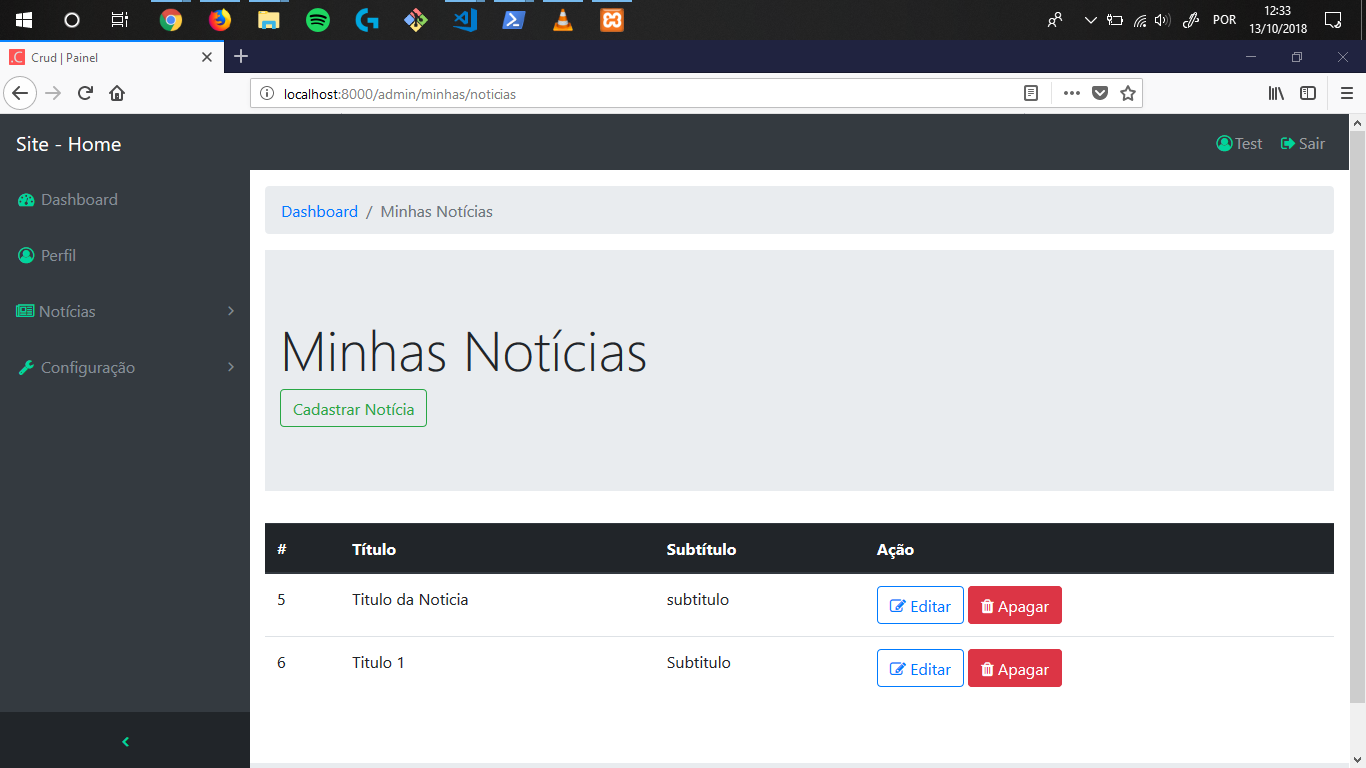 POR
12:33
13/10/2018
Crud | Painel
localhost:8000/admin/minhas/noticias
Site - Home
Test
Sair
Dashboard
Perfil
Notícias
Configuração
Dashboard / Minhas Notícias
Minhas Notícias
Cadastrar Notícia
# Título Subtítulo Ação
5 Titulo da Noticia subtitulo Editar Apagar
6 Titulo 1 Subtitulo Editar Apagar